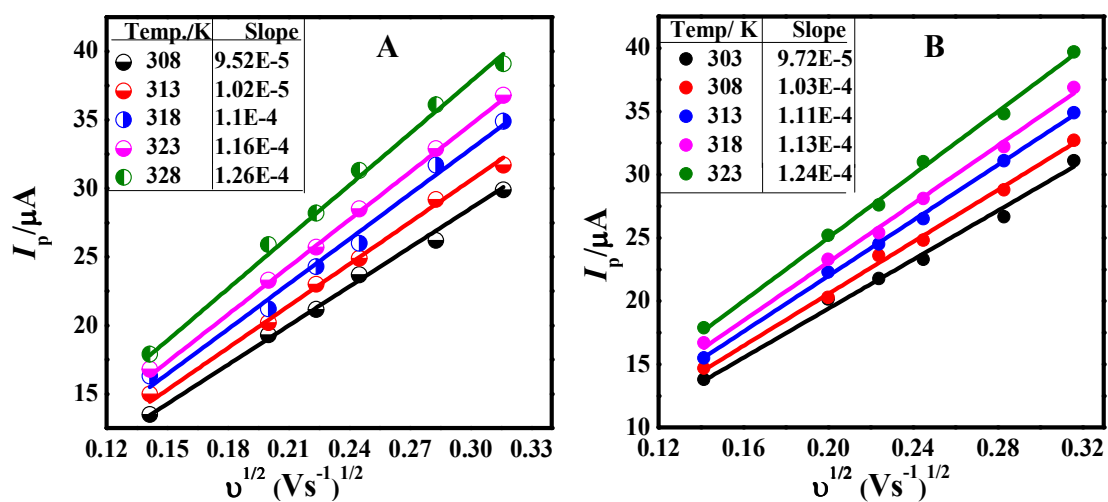 Temp./K Slope
308 9.52E-5
313 1.02E-5
318 1.1E-4
323 1.16E-4
328 1.26E-4
A
40
35
30
25
20
15
0.12 0.15 0.18 0.21 0.24 0.27 0.30 0.33
Ip/μA
υ1/2 (Vs-1)1/2
Temp/ K Slope
303 9.72E-5
308 1.03E-4
313 1.11E-4
318 1.13E-4
323 1.24E-4
B
40
35
30
25
20
15
10
0.12 0.16 0.20 0.24 0.28 0.32
Ip/μA
υ1/2 (Vs-1)1/2